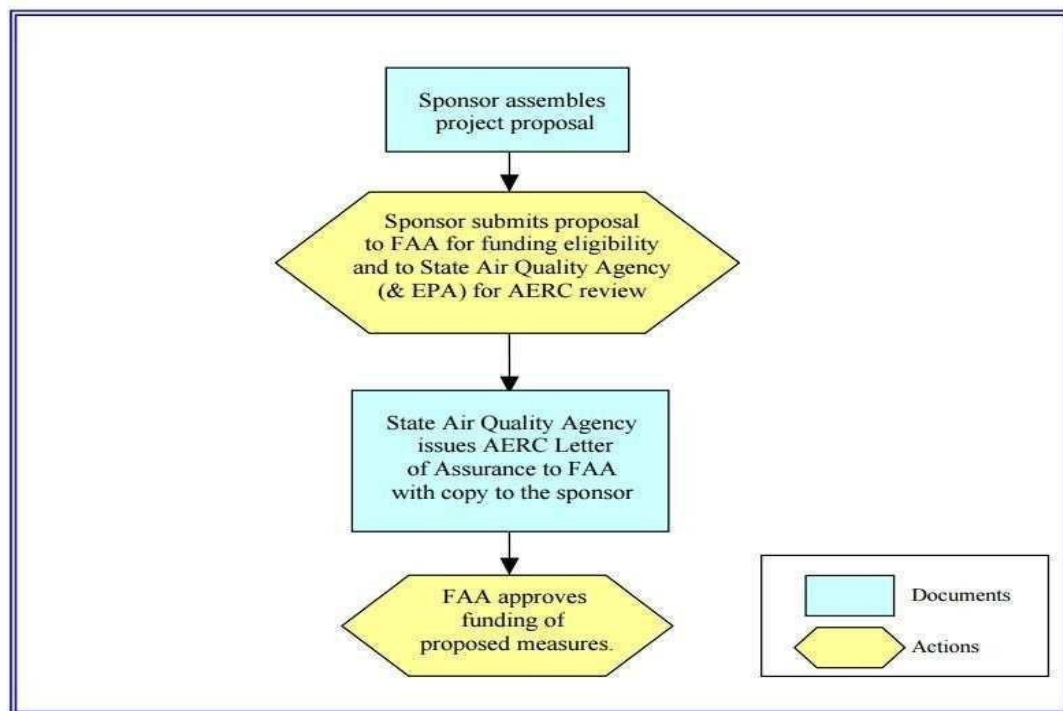 Sponsor assembles
project proposal
Sponsor submits proposal
to FAA for funding eligibility
and to State Air Quality Agency
(& EPA) for AERC review
State Air Quality Agency
issues AERC Letter
of Assurance to FAA
with copy to the sponsor
FAA approves
funding of
proposed measures.
Documents
Actions